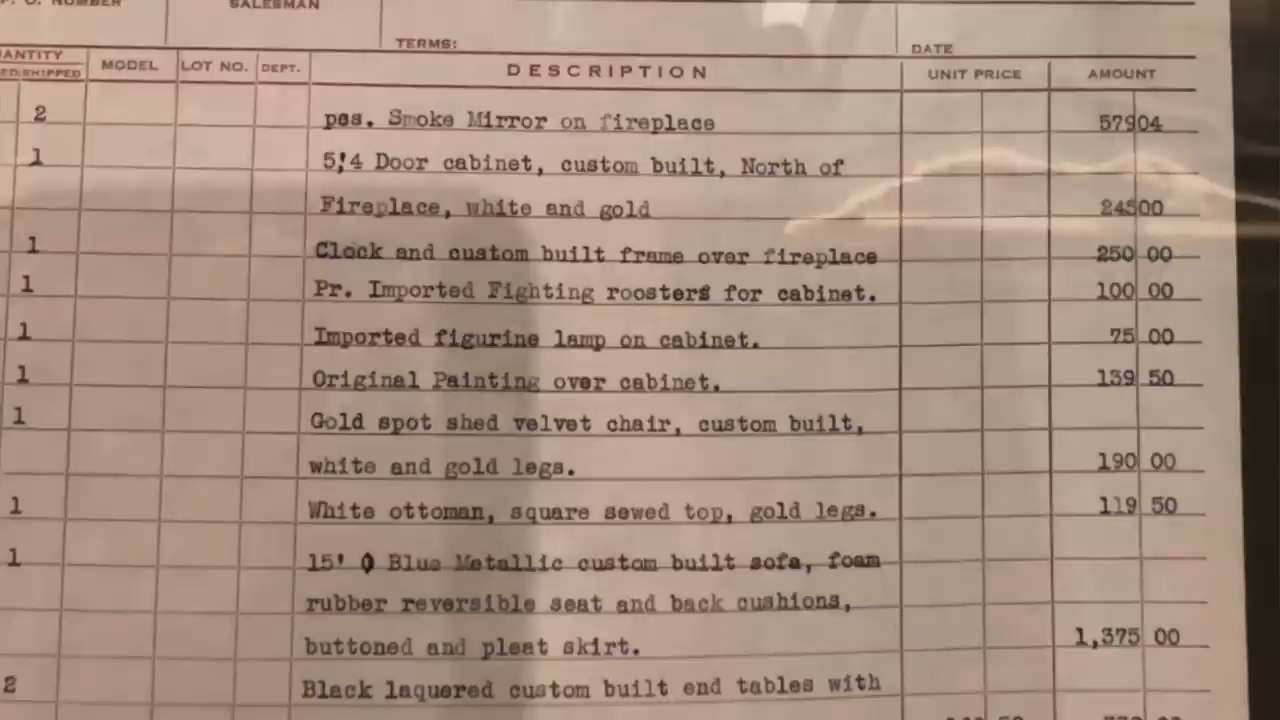 P. O. NUMBER SALESMAN
TERMS: DATE
QUANTITY MODEL LOT NO. DEPT. DESCRIPTION UNIT PRICE AMOUNT
SHIPPED
2 pcs. Smoke Mirror on fireplace 57904
1 5'4 Door cabinet, custom built, North of
Fireplace, white and gold 24500
1 Clock and custom built frame over fireplace 250 00
1 Pr. Imported Fighting roosters for cabinet. 100 00
1 Imported figurine lamp on cabinet. 75 00
1 Original Painting over cabinet. 139 50
1 Gold spot shed velvet chair, custom built,
white and gold legs. 190 00
1 White ottoman, square sewed top, gold legs. 119 50
1 15' Blue Metallic custom built sofa, foam
rubber reversible seat and back cushions,
buttoned and pleat skirt. 1,375 00
2 Black laquered custom built end tables with